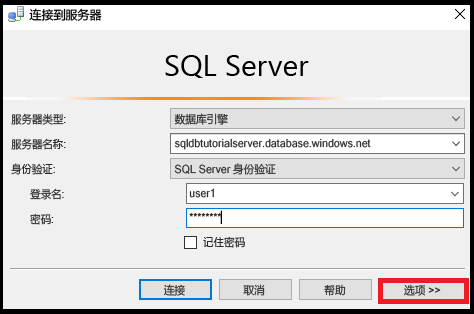 连接到服务器
SQL Server
服务器类型: 数据库引擎
服务器名称: sqldbtutorialserver.database.windows.net
身份验证: SQL Server 身份验证
登录名: user1
密码: ********
记住密码
连接 取消 帮助 选项 >>